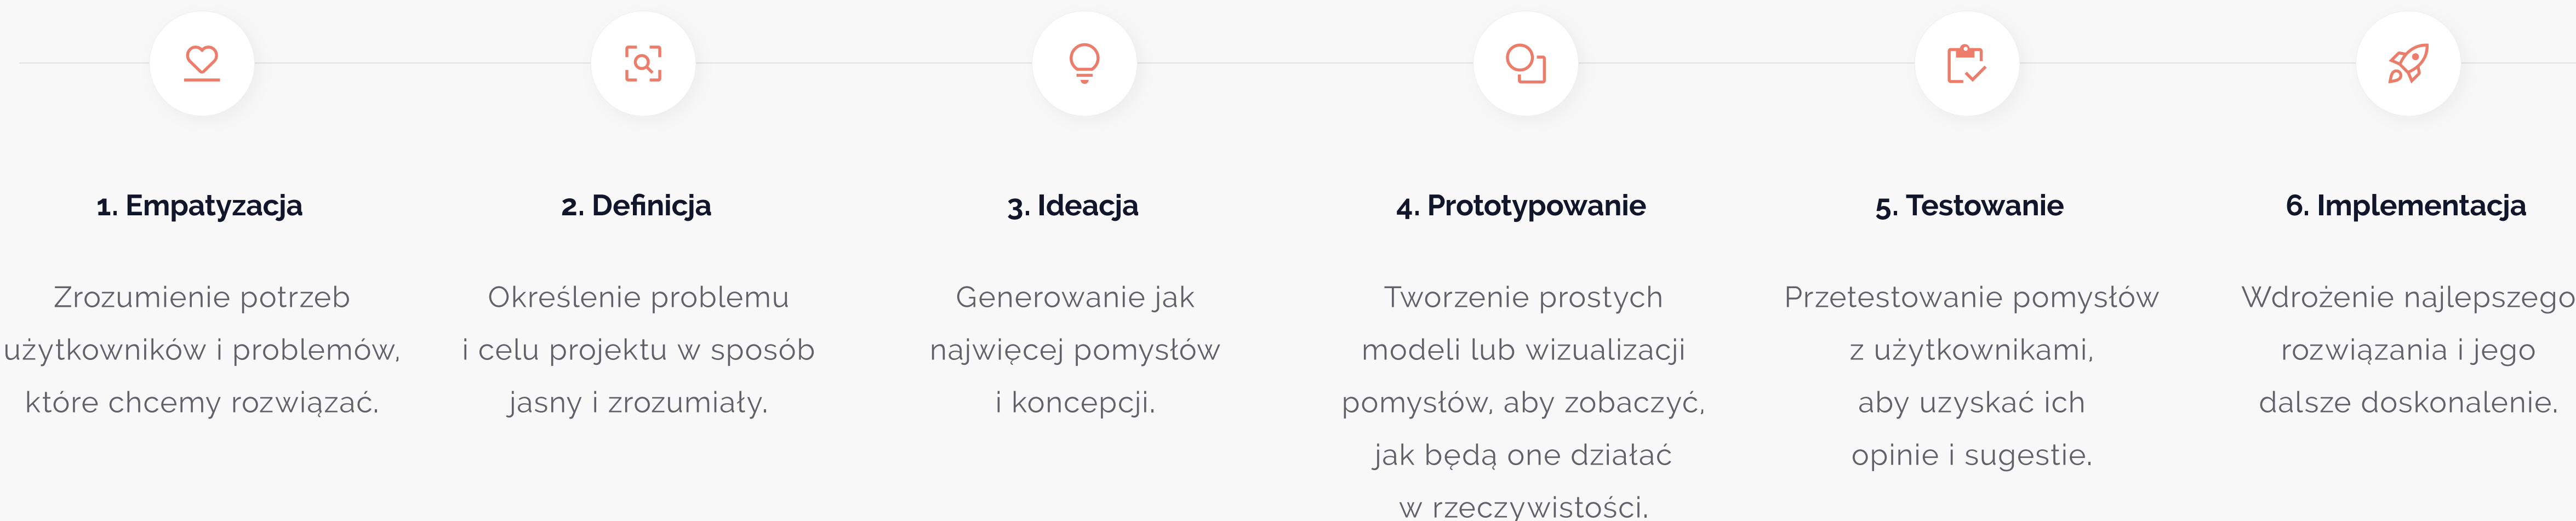 1. Empatyzacja
Zrozumienie potrzeb
użytkowników i problemów,
które chcemy rozwiązać.
2. Definicja
Określenie problemu
i celu projektu w sposób
jasny i zrozumiały.
3. Ideacja
Generowanie jak
najwięcej pomysłów
i koncepcji.
4. Prototypowanie
Tworzenie prostych
modeli lub wizualizacji
pomysłów, aby zobaczyć,
jak będą one działać
w rzeczywistości.
5. Testowanie
Przetestowanie pomysłów
z użytkownikami,
aby uzyskać ich
opinie i sugestie.
6. Implementacja
Wdrożenie najlepszego
rozwiązania i jego
dalsze doskonalenie.